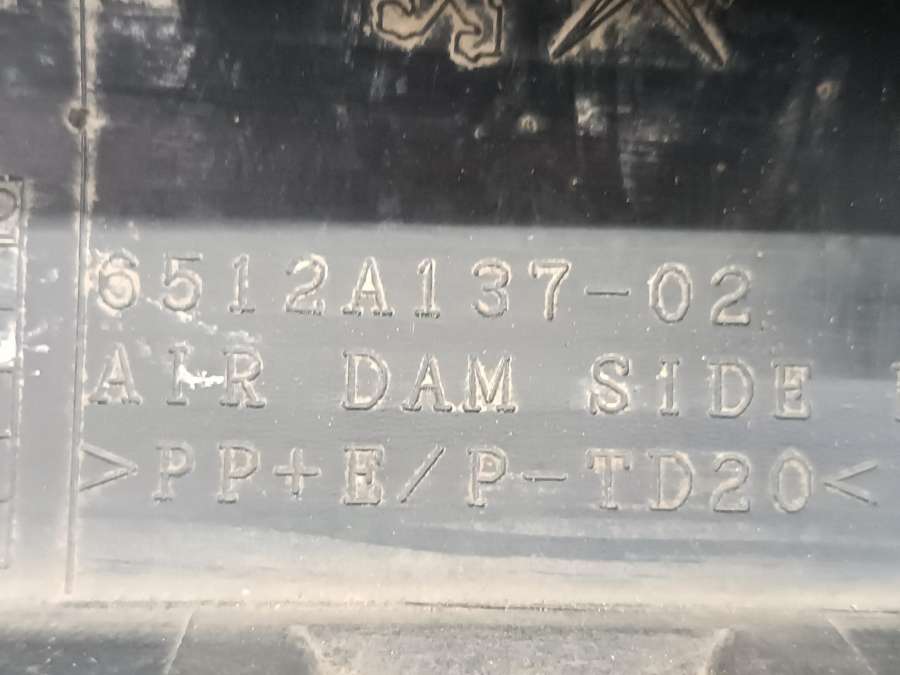 6512A137-02
AIR DAM SIDE
>PP+E/P-TD20<